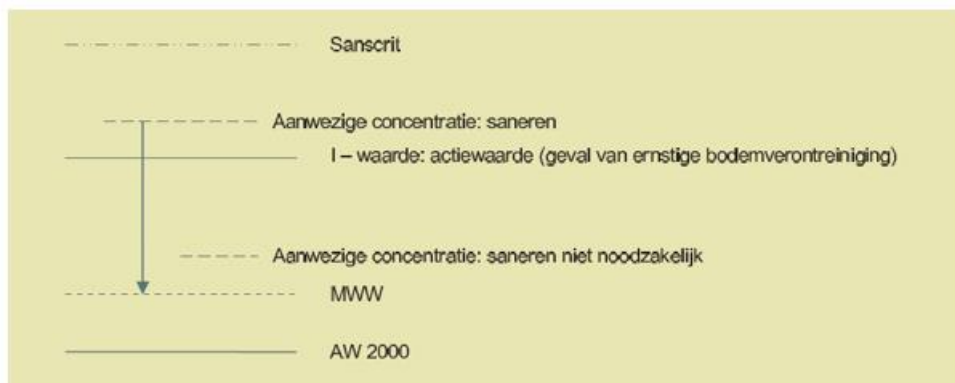 Sanscrit
Aanwezige concentratie: saneren
I – waarde: actiewaarde (geval van ernstige bodemverontreiniging)
Aanwezige concentratie: saneren niet noodzakelijk
MWW
AW 2000